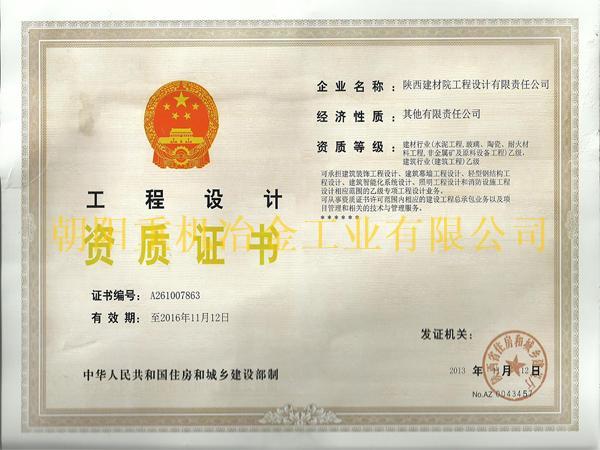 工程设计
资质证书
证书编号: A261007863
有效期: 至2016年11月12日
中华人民共和国住房和城乡建设部制
企业名称: 陕西建材院工程设计有限责任公司
经济性质: 其他有限责任公司
资质等级: 建材行业(水泥工程,玻璃、陶瓷、耐火材
料工程,非金属矿及原料设备工程)乙级,
建筑行业(建筑工程)乙级
可承担建筑装饰工程设计、建筑幕墙工程设计、轻型钢结构工
程设计、建筑智能化系统设计、照明工程设计和消防设施工程
设计相应范围的乙级专项工程设计业务。
可从事资质证书许可范围内相应的建设工程总承包业务以及项
目管理和相关的技术与管理服务。
******
朝阳重机冶金工业有限公司
发证机关:
陕西省住房和城乡建设厅
2013 年 11 月 12 日
No.AZ 0043457